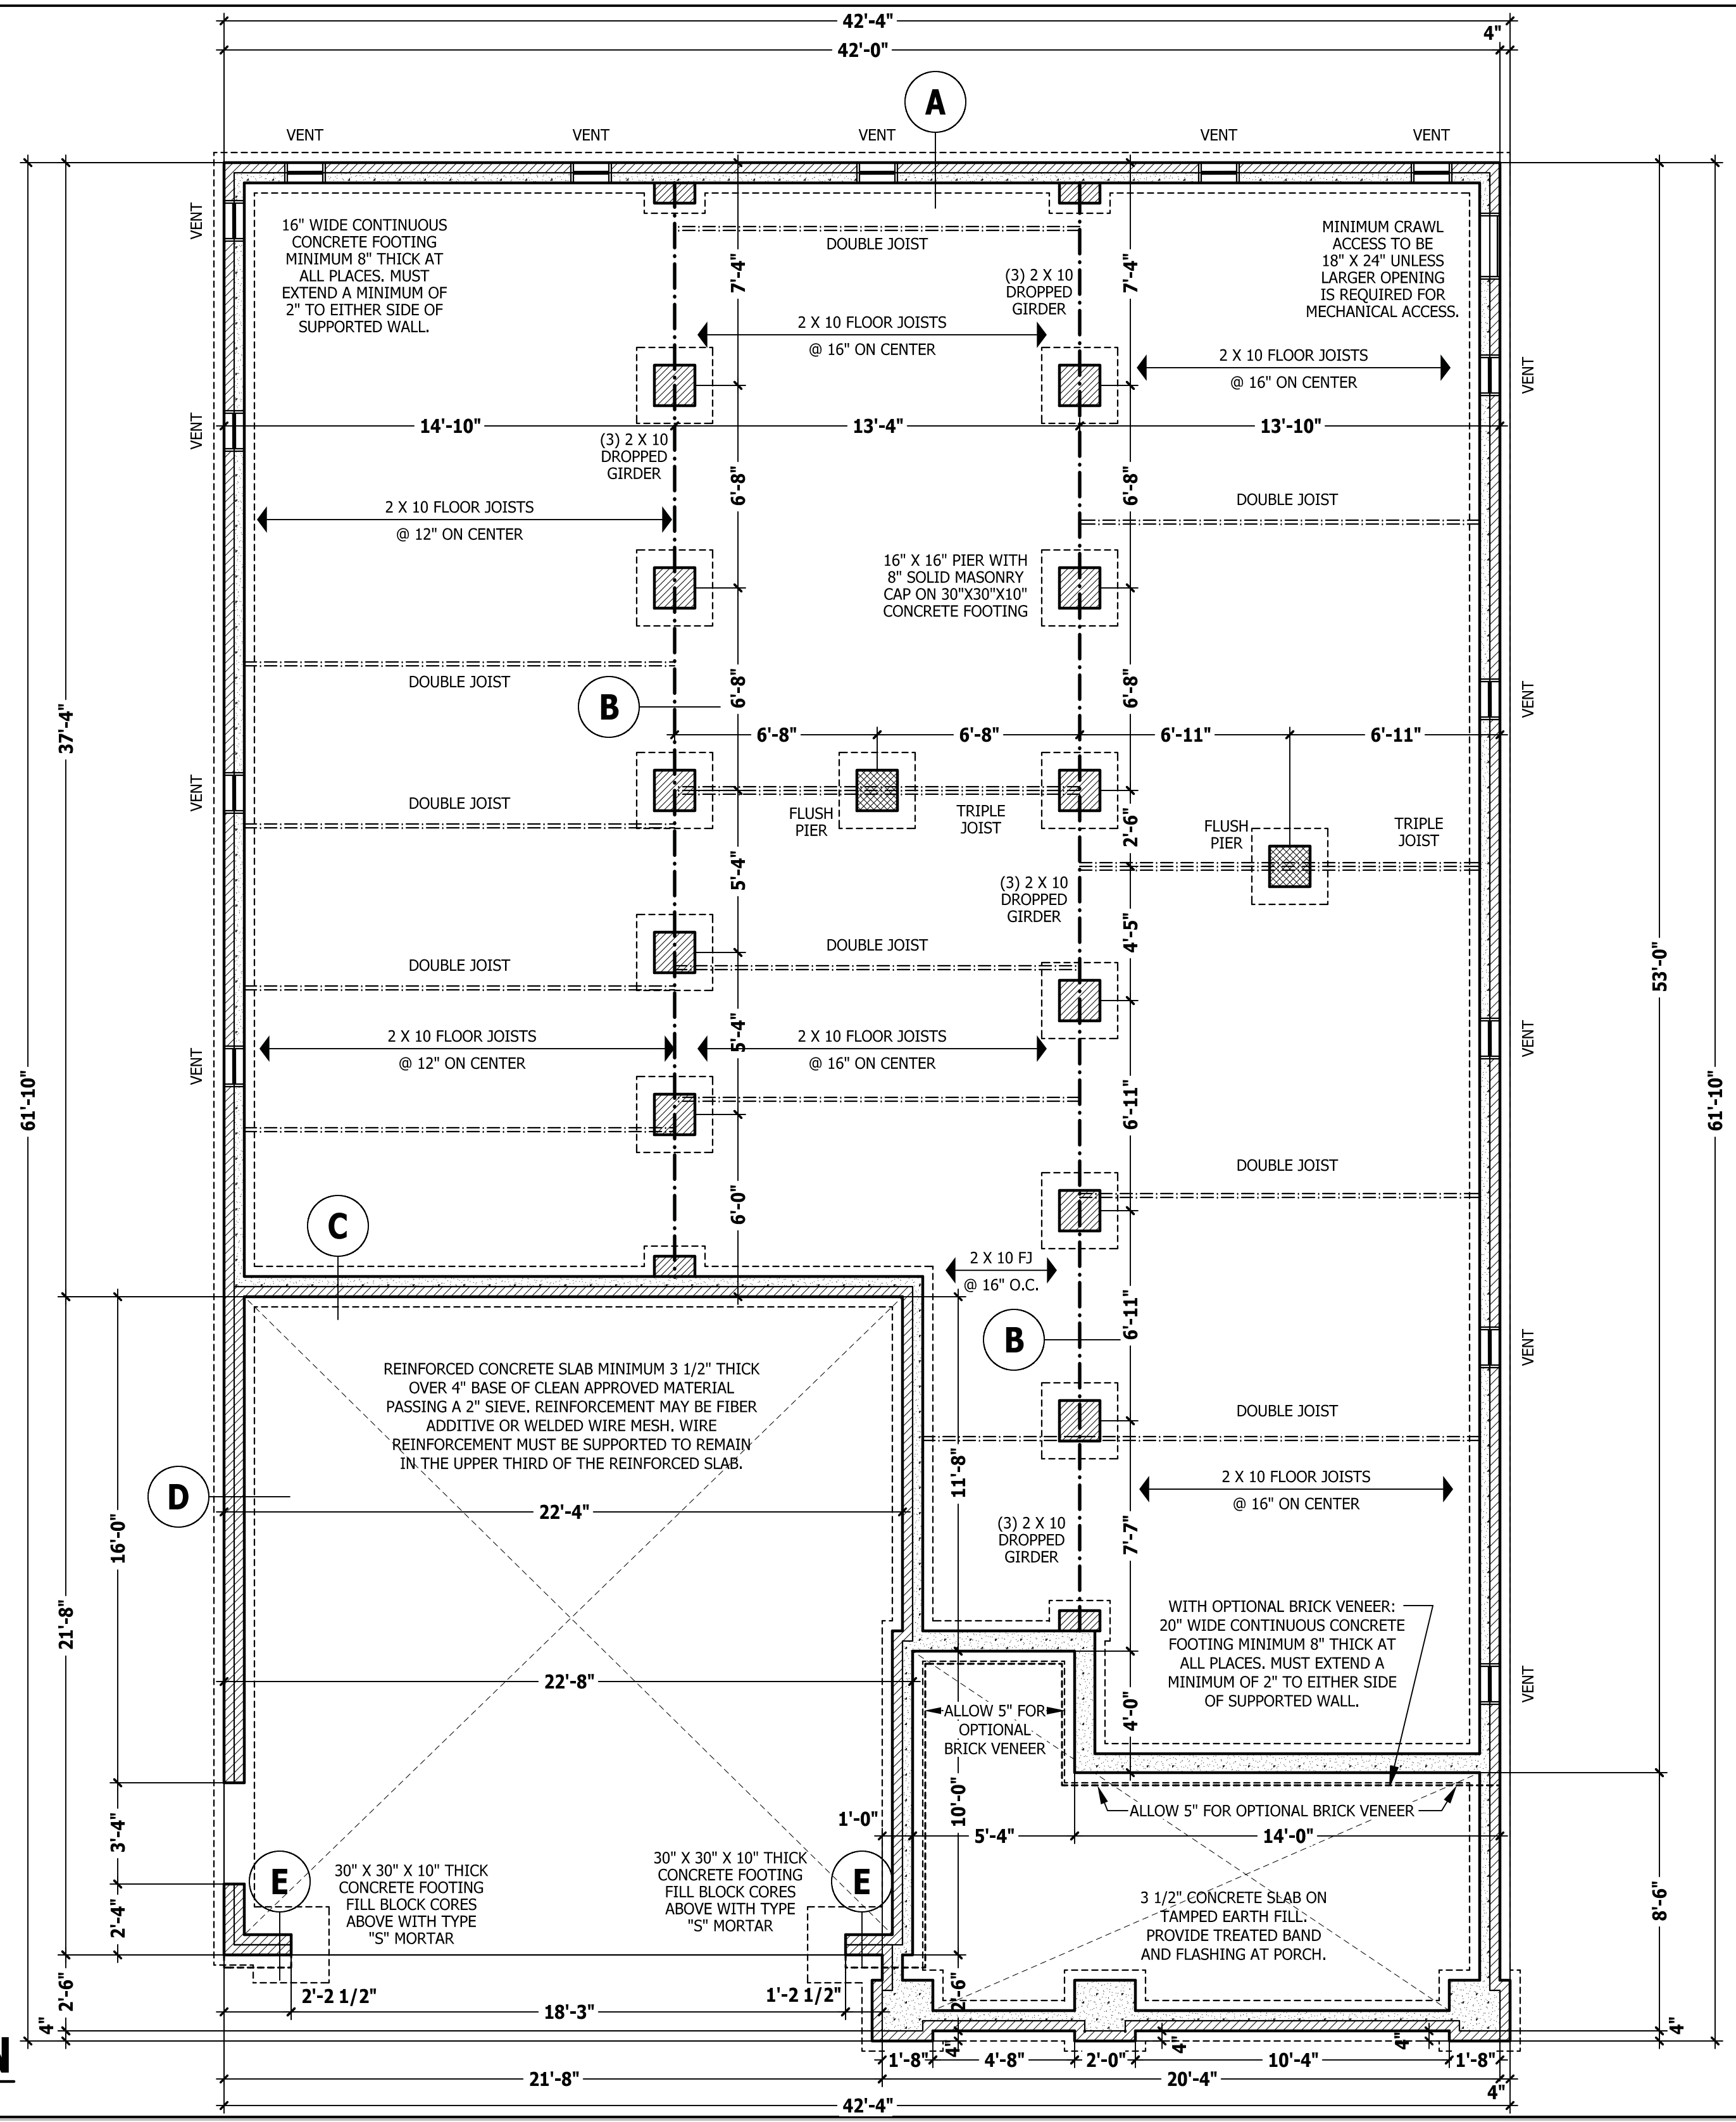 42'-4"
4"
42'-0"
A
VENT
VENT
VENT
VENT
VENT
VENT
16" WIDE CONTINUOUS
CONCRETE FOOTING
MINIMUM 8" THICK AT
ALL PLACES. MUST
EXTEND A MINIMUM OF
2" TO EITHER SIDE OF
SUPPORTED WALL.
DOUBLE JOIST
7'-4"
(3) 2 X 10
DROPPED
GIRDER
7'-4"
MINIMUM CRAWL
ACCESS TO BE
18" X 24" UNLESS
LARGER OPENING
IS REQUIRED FOR
MECHANICAL ACCESS.
2 X 10 FLOOR JOISTS
@ 16" ON CENTER
2 X 10 FLOOR JOISTS
@ 16" ON CENTER
VENT
VENT
14'-10"
13'-4"
13'-10"
(3) 2 X 10
DROPPED
GIRDER
6'-8"
6'-8"
DOUBLE JOIST
2 X 10 FLOOR JOISTS
@ 12" ON CENTER
16" X 16" PIER WITH
8" SOLID MASONRY
CAP ON 30"X30"X10"
CONCRETE FOOTING
DOUBLE JOIST
B
6'-8"
6'-8"
VENT
37'-4"
6'-8"
6'-8"
6'-11"
6'-11"
VENT
DOUBLE JOIST
FLUSH
PIER
TRIPLE
JOIST
2'-6"
FLUSH
PIER
TRIPLE
JOIST
5'-4"
(3) 2 X 10
DROPPED
GIRDER
4'-5"
DOUBLE JOIST
DOUBLE JOIST
53'-0"
2 X 10 FLOOR JOISTS
@ 12" ON CENTER
5'-4"
2 X 10 FLOOR JOISTS
@ 16" ON CENTER
VENT
VENT
61'-10"
6'-11"
61'-10"
DOUBLE JOIST
6'-0"
C
2 X 10 FJ
@ 16" O.C.
6'-11"
B
VENT
REINFORCED CONCRETE SLAB MINIMUM 3 1/2" THICK
OVER 4" BASE OF CLEAN APPROVED MATERIAL
PASSING A 2" SIEVE. REINFORCEMENT MAY BE FIBER
ADDITIVE OR WELDED WIRE MESH. WIRE
REINFORCEMENT MUST BE SUPPORTED TO REMAIN
IN THE UPPER THIRD OF THE REINFORCED SLAB.
DOUBLE JOIST
11'-8"
2 X 10 FLOOR JOISTS
@ 16" ON CENTER
D
22'-4"
16'-0"
(3) 2 X 10
DROPPED
GIRDER
7'-7"
21'-8"
WITH OPTIONAL BRICK VENEER:
20" WIDE CONTINUOUS CONCRETE
FOOTING MINIMUM 8" THICK AT
ALL PLACES. MUST EXTEND A
MINIMUM OF 2" TO EITHER SIDE
OF SUPPORTED WALL.
VENT
22'-8"
4'-0"
ALLOW 5" FOR
OPTIONAL
BRICK VENEER
10'-0"
ALLOW 5" FOR OPTIONAL BRICK VENEER
1'-0"
5'-4"
14'-0"
3'-4"
E
30" X 30" X 10" THICK
CONCRETE FOOTING
FILL BLOCK CORES
ABOVE WITH TYPE
"S" MORTAR
30" X 30" X 10" THICK
CONCRETE FOOTING
FILL BLOCK CORES
ABOVE WITH TYPE
"S" MORTAR
E
3 1/2" CONCRETE SLAB ON
TAMPED EARTH FILL.
PROVIDE TREATED BAND
AND FLASHING AT PORCH.
8'-6"
2'-4"
2'-6"
2'-2 1/2"
1'-2 1/2"
2'-6"
18'-3"
4"
4"
4"
4"
4"
1'-8"
4'-8"
2'-0"
10'-4"
1'-8"
21'-8"
20'-4"
4"
42'-4"
N